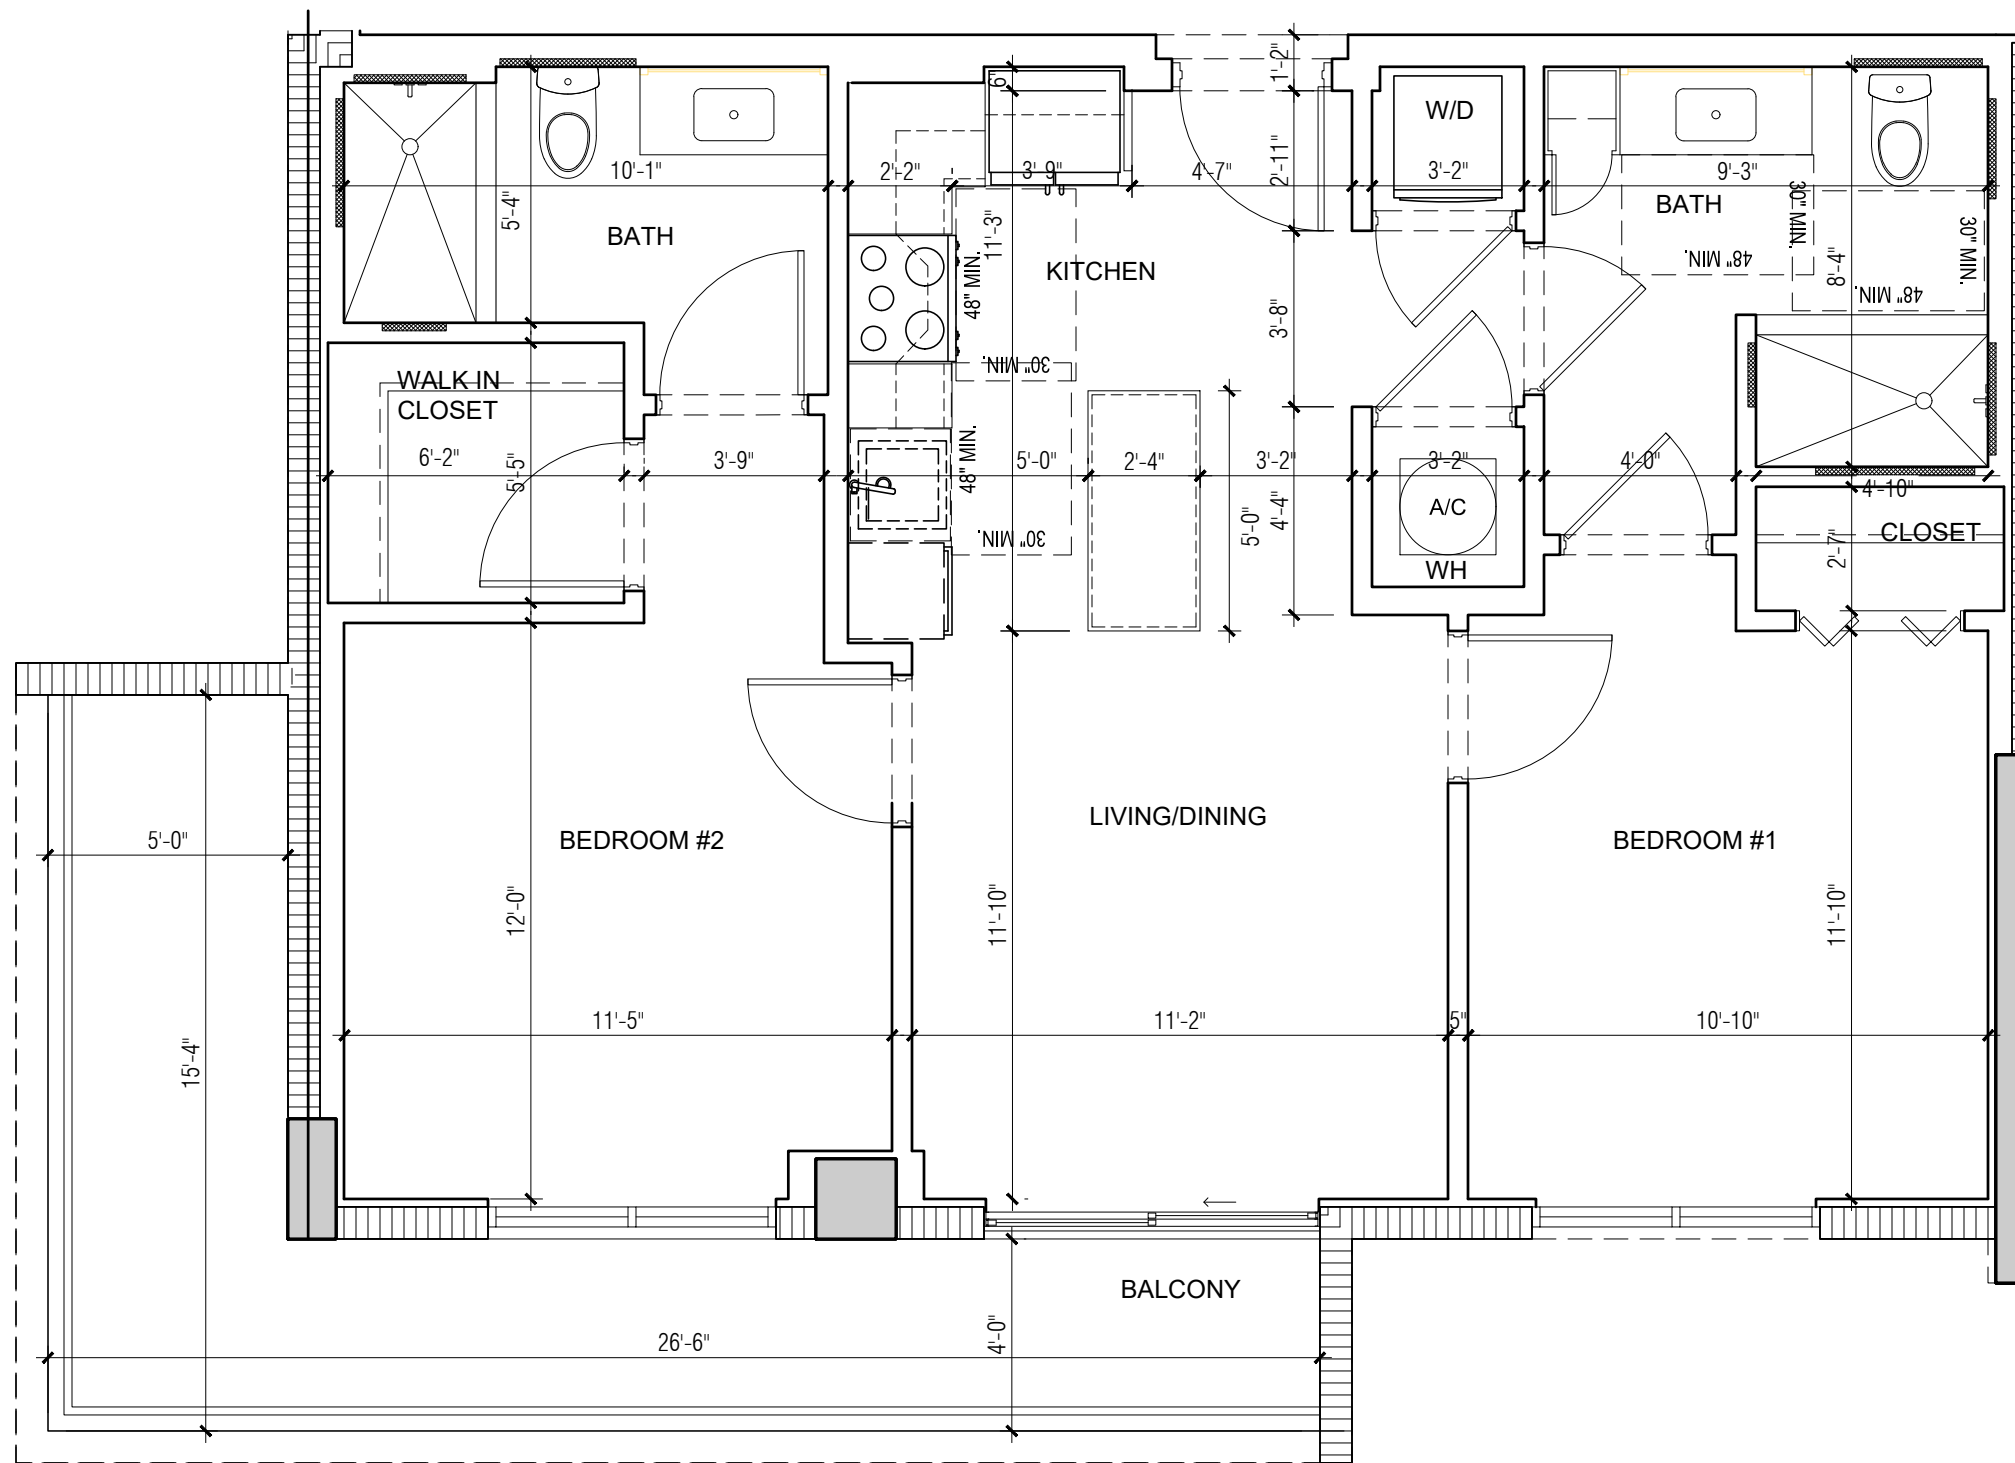 1'-2"
6"
W/D
2'-11"
10'-1"
2'-2"
3'-9"
4'-7"
3'-2"
9'-3"
5'-4"
BATH
11'-3"
KITCHEN
48" MIN.
30" MIN.
BATH
30" MIN.
48" MIN.
8'-4"
30" MIN.
48" MIN.
3'-8"
WALK IN
CLOSET
6'-2"
5'-5"
3'-9"
48" MIN.
30" MIN.
5'-0"
2'-4"
3'-2"
5'-0"
4'-4"
3'-2"
A/C
WH
4'-0"
4'-10"
2'-7"
CLOSET
BEDROOM #2
LIVING/DINING
BEDROOM #1
5'-0"
12'-0"
11'-10"
11'-10"
11'-5"
11'-2"
5"
10'-10"
15'-4"
BALCONY
26'-6"
4'-0"